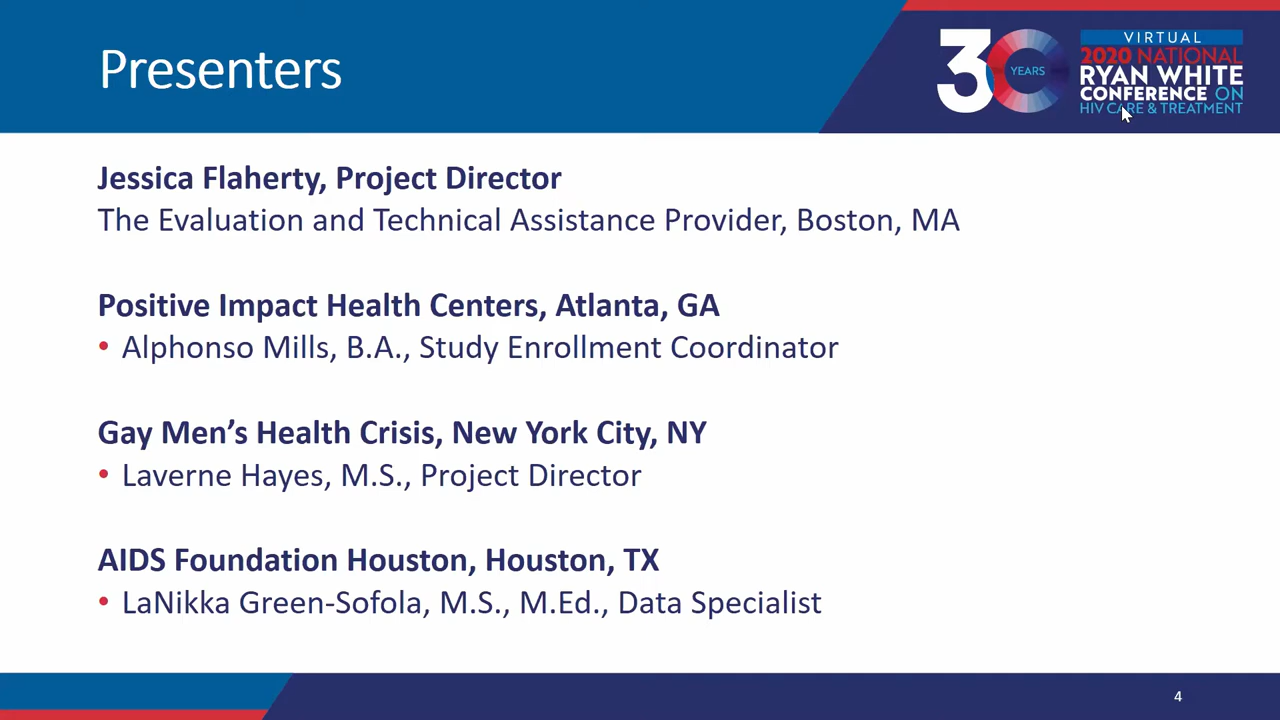 Presenters
30
YEARS
VIRTUAL
2020 NATIONAL
RYAN WHITE
CONFERENCE ON
HIV CARE & TREATMENT
Jessica Flaherty, Project Director
The Evaluation and Technical Assistance Provider, Boston, MA
Positive Impact Health Centers, Atlanta, GA
• Alphonso Mills, B.A., Study Enrollment Coordinator
Gay Men’s Health Crisis, New York City, NY
• Laverne Hayes, M.S., Project Director
AIDS Foundation Houston, Houston, TX
• LaNikka Green-Sofola, M.S., M.Ed., Data Specialist
4